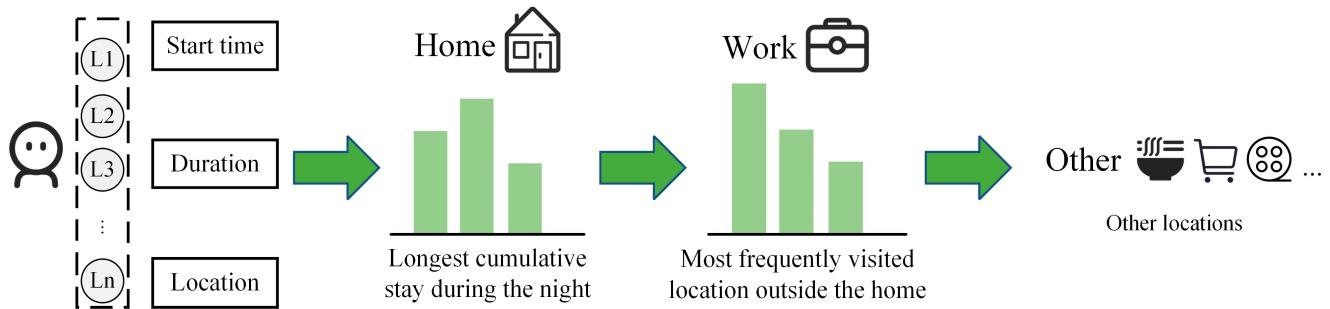 L1
L2
L3
...
Ln
Start time
Duration
Location
Home
Longest cumulative
stay during the night
Work
Most frequently visited
location outside the home
Other
...
Other locations